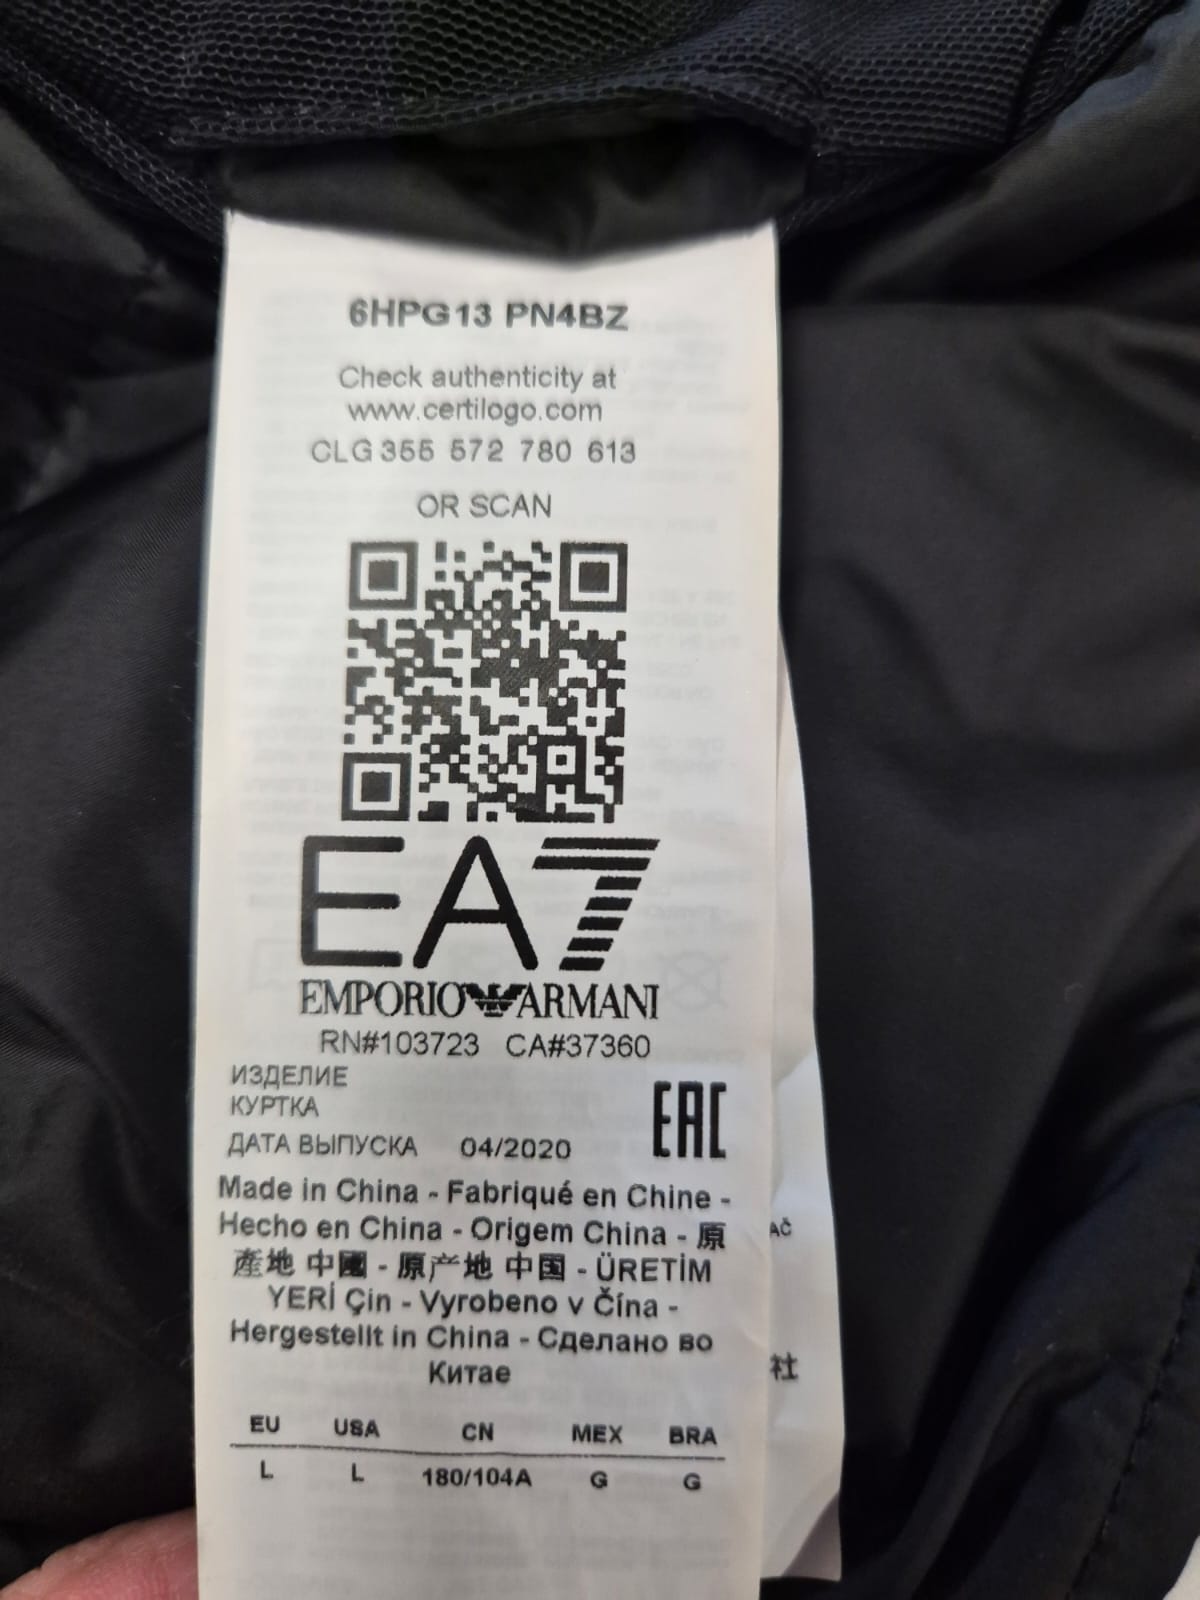 6HPG13 PN4BZ
Check authenticity at
www.certilogo.com
CLG 355 572 780 613
OR SCAN
EA7
EMPORIO ARMANI
RN#103723 CA#37360
ИЗДЕЛИЕ
КУРТКА
ДАТА ВЫПУСКА 04/2020
EAC
Made in China - Fabriqué en Chine -
Hecho en China - Origem China - 原
產地 中國 - 原产地 中国 - ÜRETİM
YERİ Çin - Vyrobeno v Čína -
Hergestellt in China - Сделано во
Китае
EU USA CN MEX BRA
L L 180/104A G G
AČ
社